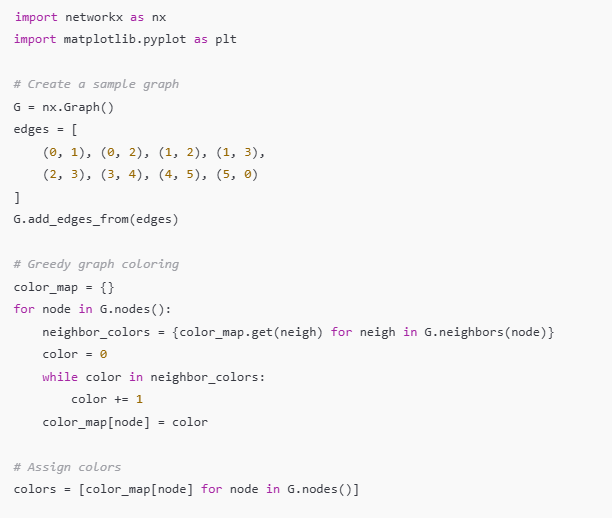 import networkx as nx
import matplotlib.pyplot as plt

# Create a sample graph
G = nx.Graph()
edges = [
    (0, 1), (0, 2), (1, 2), (1, 3),
    (2, 3), (3, 4), (4, 5), (5, 0)
]
G.add_edges_from(edges)

# Greedy graph coloring
color_map = {}
for node in G.nodes():
    neighbor_colors = {color_map.get(neigh) for neigh in G.neighbors(node)}
    color = 0
    while color in neighbor_colors:
        color += 1
    color_map[node] = color

# Assign colors
colors = [color_map[node] for node in G.nodes()]